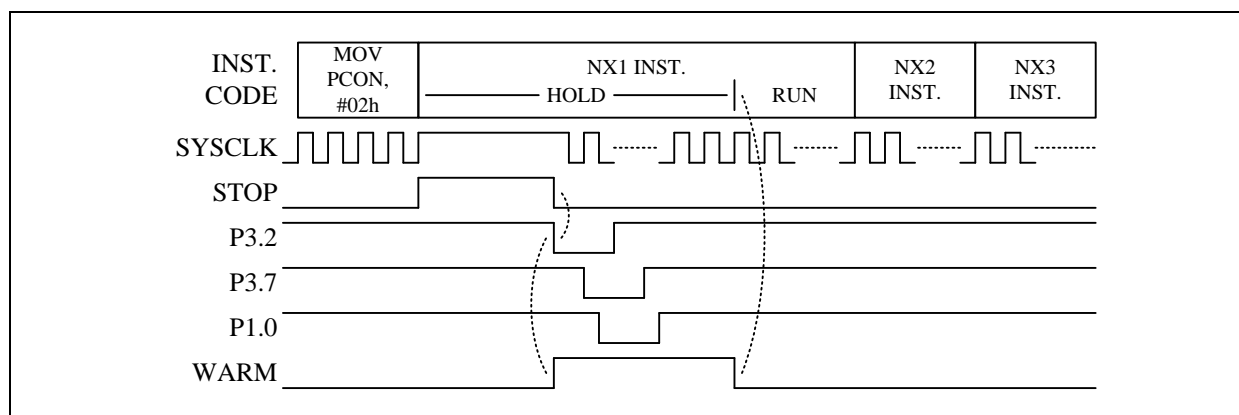 INST.
CODE
MOV
PCON,
#02h
NX1 INST.
HOLD
RUN
NX2
INST.
NX3
INST.
SYSCLK
STOP
P3.2
P3.7
P1.0
WARM